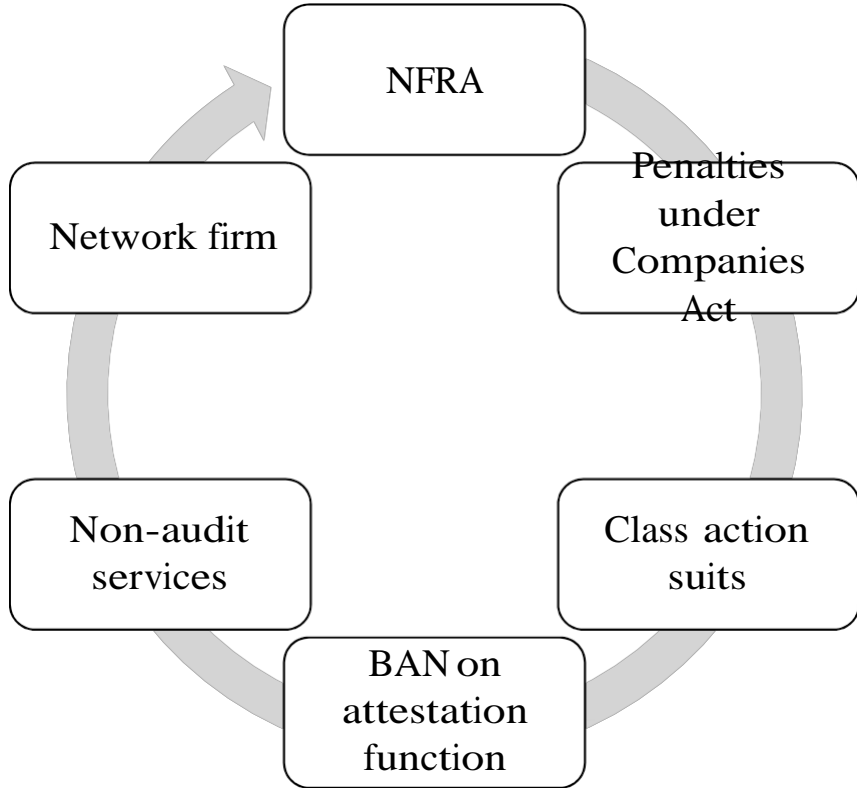 NFRA
Penalties
under
Companies
Act
Class action
suits
BAN on
attestation
function
Non-audit
services
Network firm